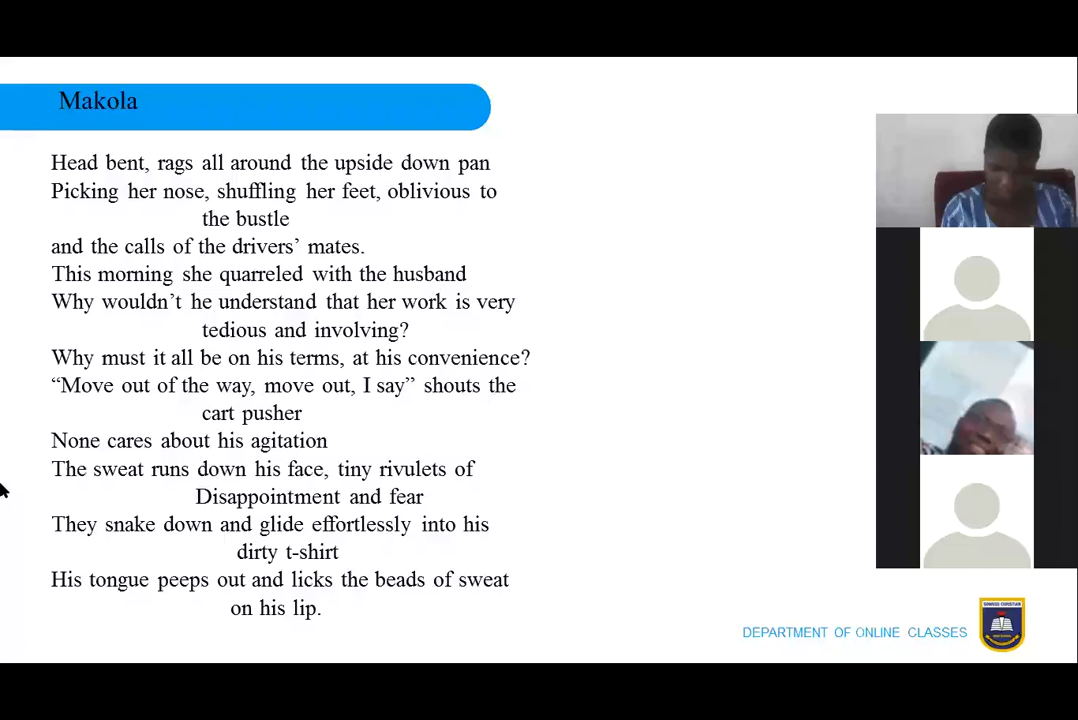 Makola
Head bent, rags all around the upside down pan
Picking her nose, shuffling her feet, oblivious to
the bustle
and the calls of the drivers’ mates.
This morning she quarreled with the husband
Why wouldn’t he understand that her work is very
tedious and involving?
Why must it all be on his terms, at his convenience?
“Move out of the way, move out, I say” shouts the
cart pusher
None cares about his agitation
The sweat runs down his face, tiny rivulets of
Disappointment and fear
They snake down and glide effortlessly into his
dirty t-shirt
His tongue peeps out and licks the beads of sweat
on his lip.
DEPARTMENT OF ONLINE CLASSES